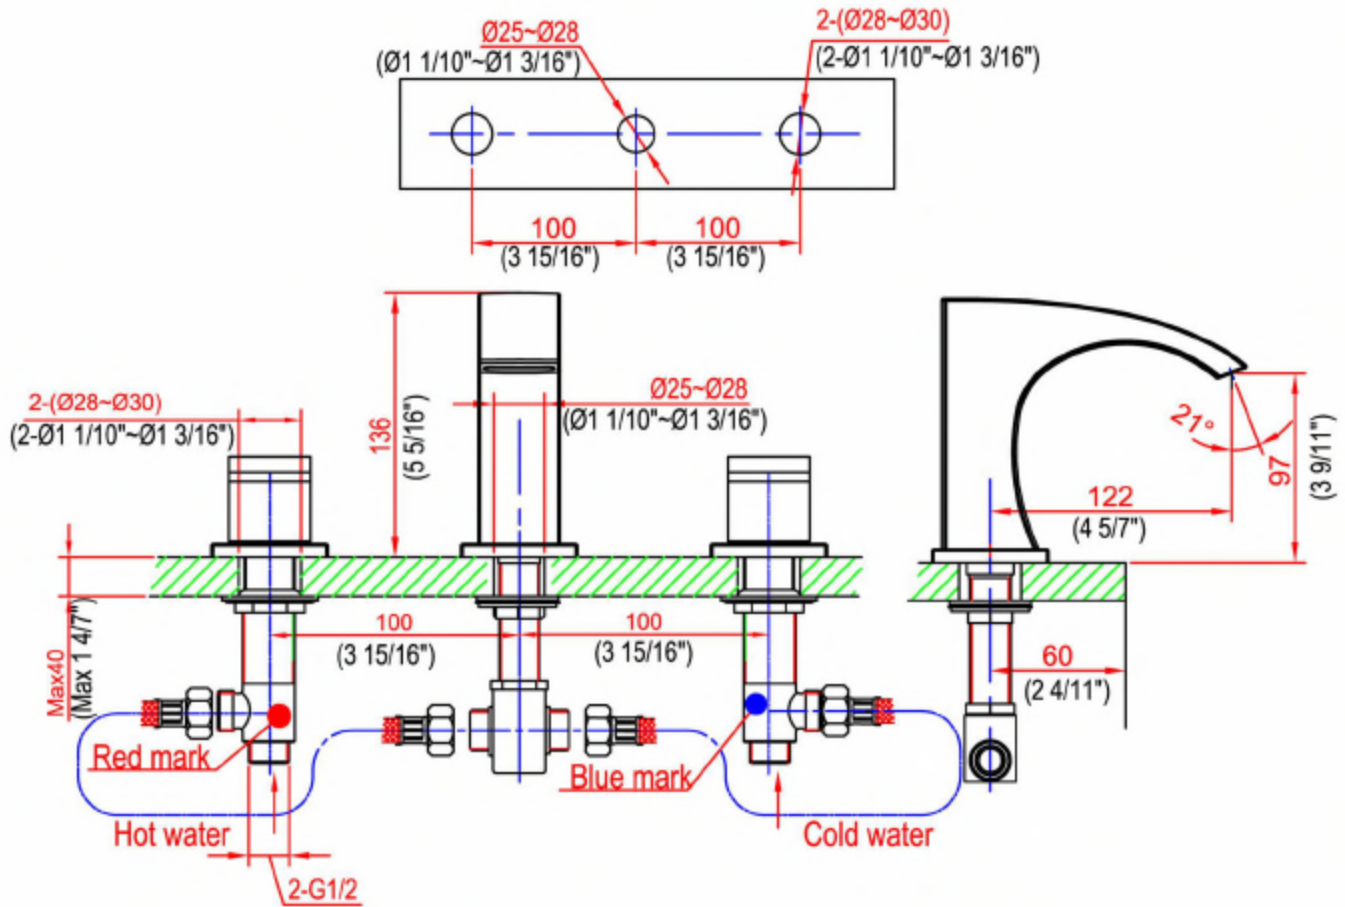 Ø25~Ø28
(Ø1 1/10"~Ø1 3/16")
2-(Ø28~Ø30)
(2-Ø1 1/10"~Ø1 3/16")
100
(3 15/16")
100
(3 15/16")
2-(Ø28~Ø30)
(2-Ø1 1/10"~Ø1 3/16")
136
(5 5/16")
Ø25~Ø28
(Ø1 1/10"~Ø1 3/16")
21°
97
(3 9/11")
122
(4 5/7")
Max40
(Max 1 4/7")
100
(3 15/16")
100
(3 15/16")
60
(2 4/11")
Red mark
Blue mark
Hot water
Cold water
2-G1/2